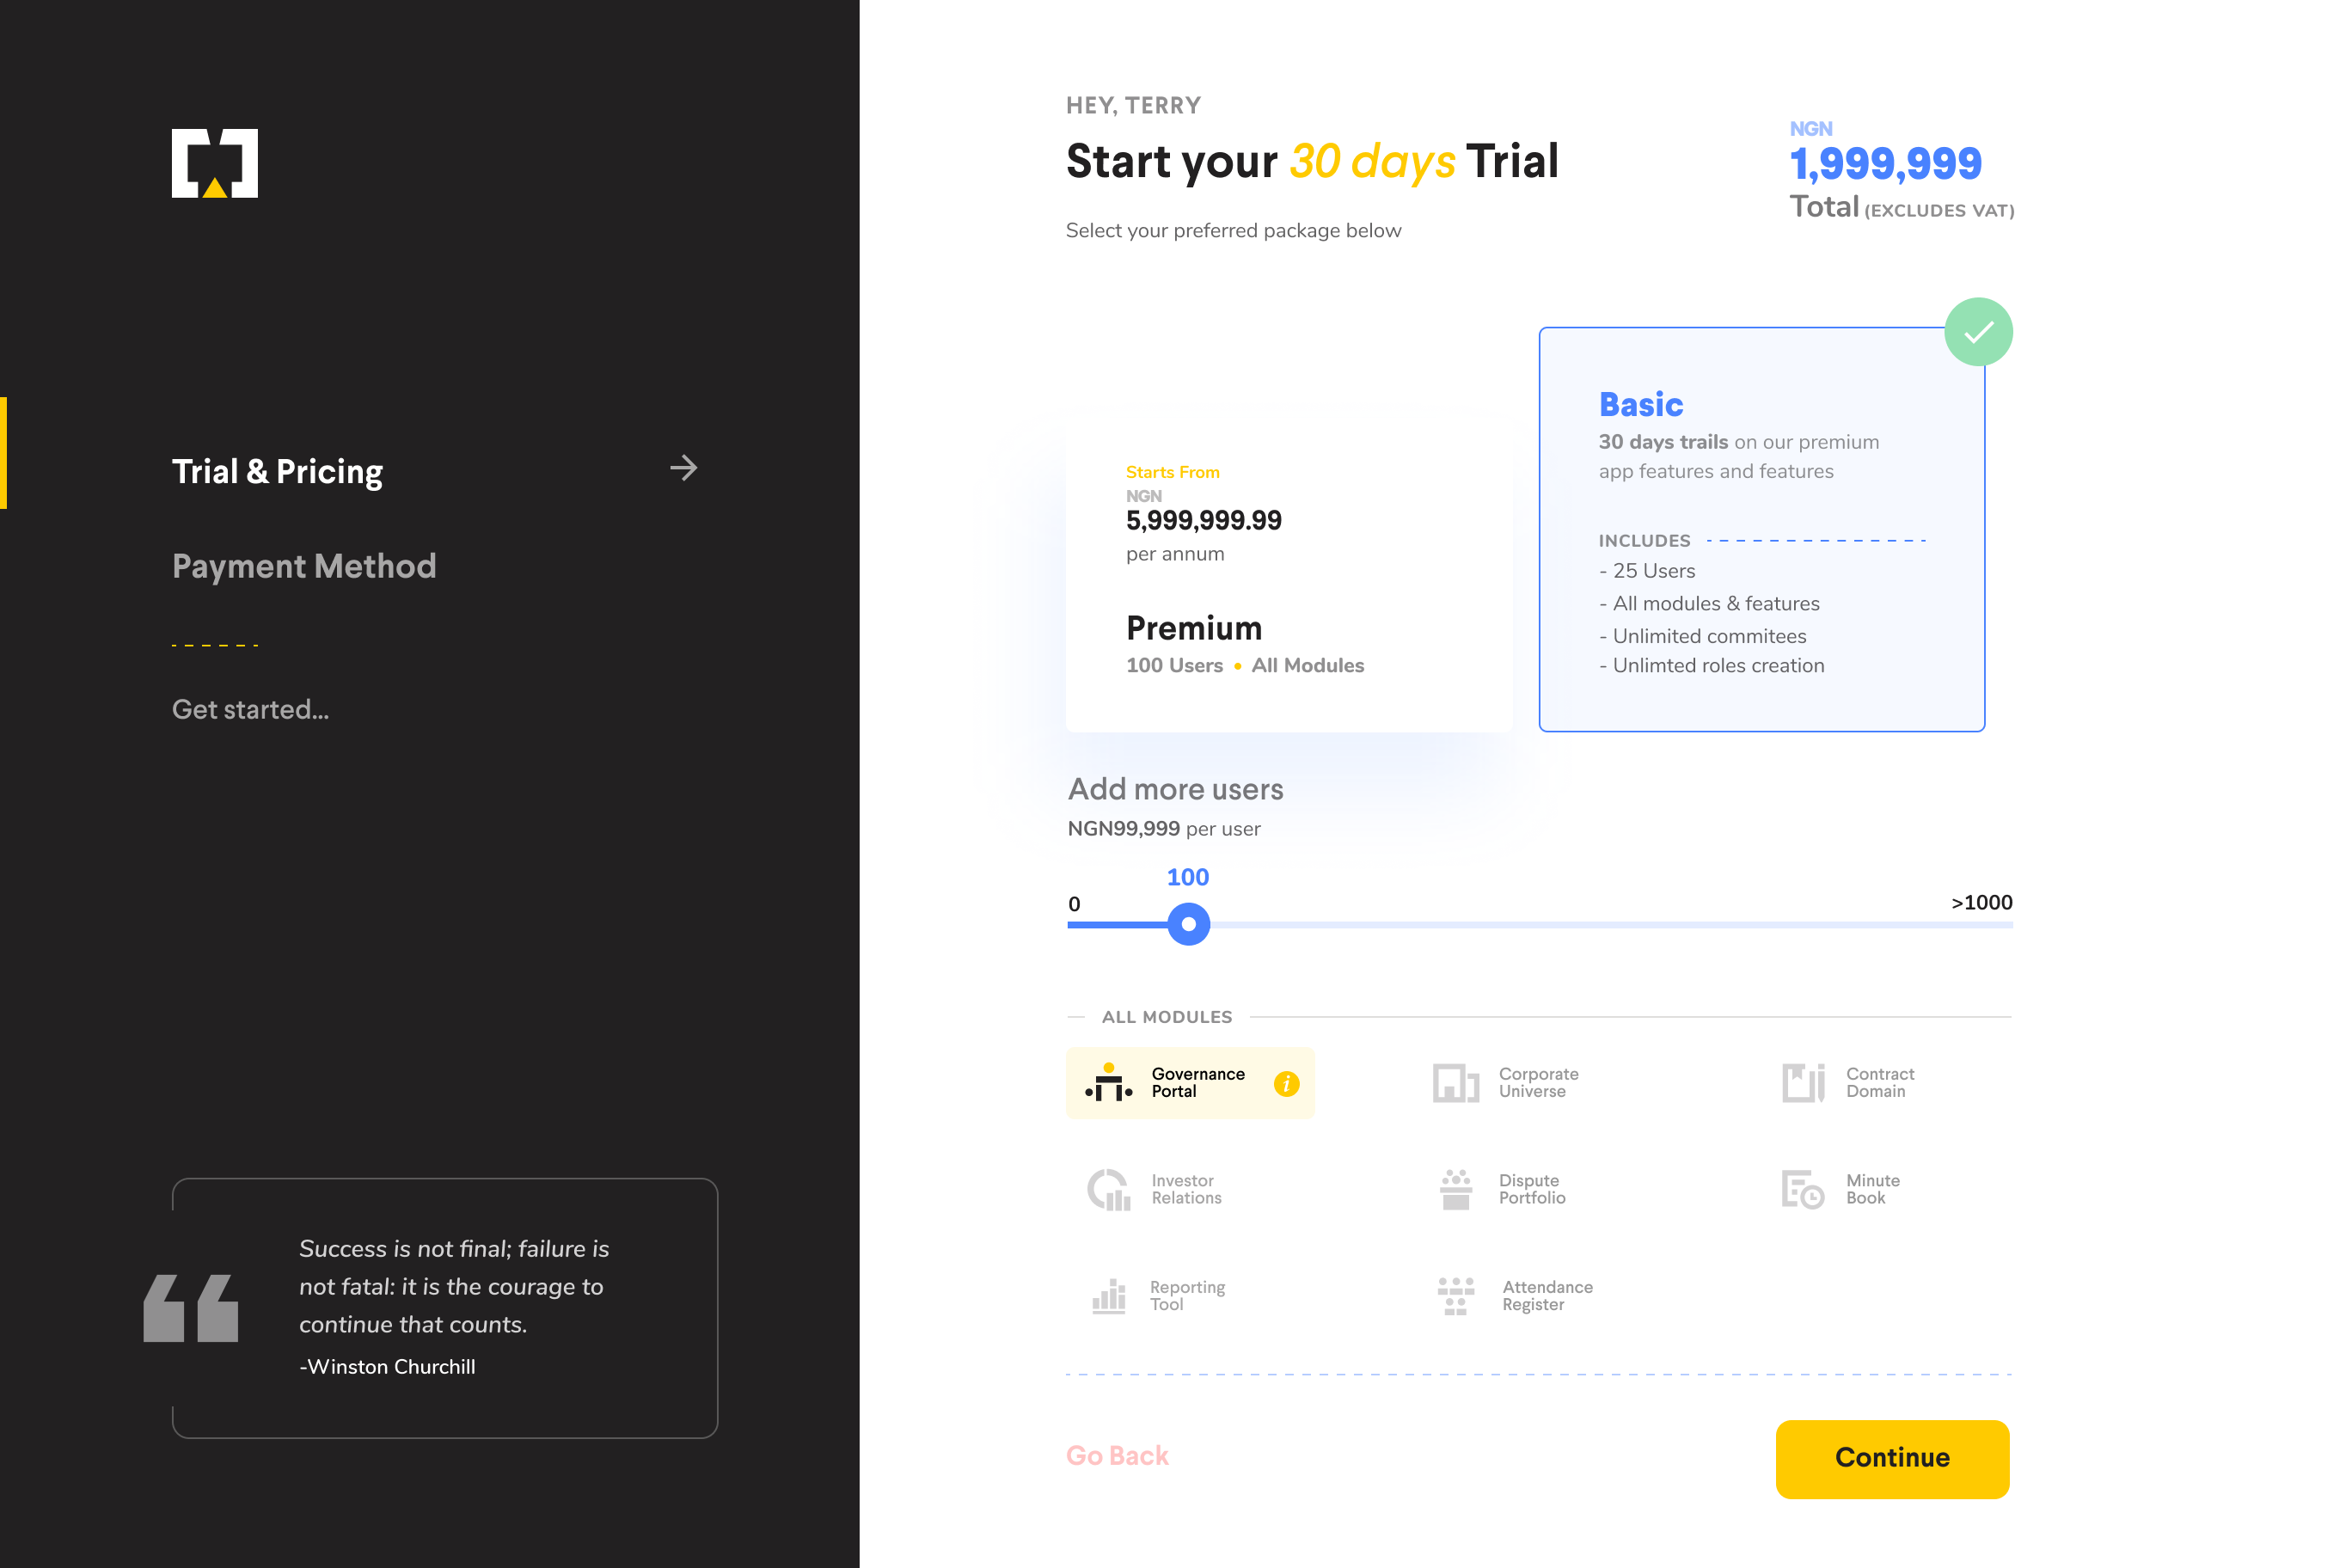 Trial & Pricing
Payment Method
Get started...
Success is not final; failure is
not fatal: it is the courage to
continue that counts.
-Winston Churchill
HEY, TERRY
Start your 30 days Trial
Select your preferred package below
NGN
1,999,999
Total (EXCLUDES VAT)
Starts From
NGN
5,999,999.99
per annum
Premium
100 Users • All Modules
Basic
30 days trails on our premium
app features and features
INCLUDES
- 25 Users
- All modules & features
- Unlimited commitees
- Unlimted roles creation
Add more users
NGN99,999 per user
100
0
>1000
ALL MODULES
Governance
Portal
i
Corporate
Universe
Contract
Domain
Investor
Relations
Dispute
Portfolio
Minute
Book
Reporting
Tool
Attendance
Register
Go Back
Continue